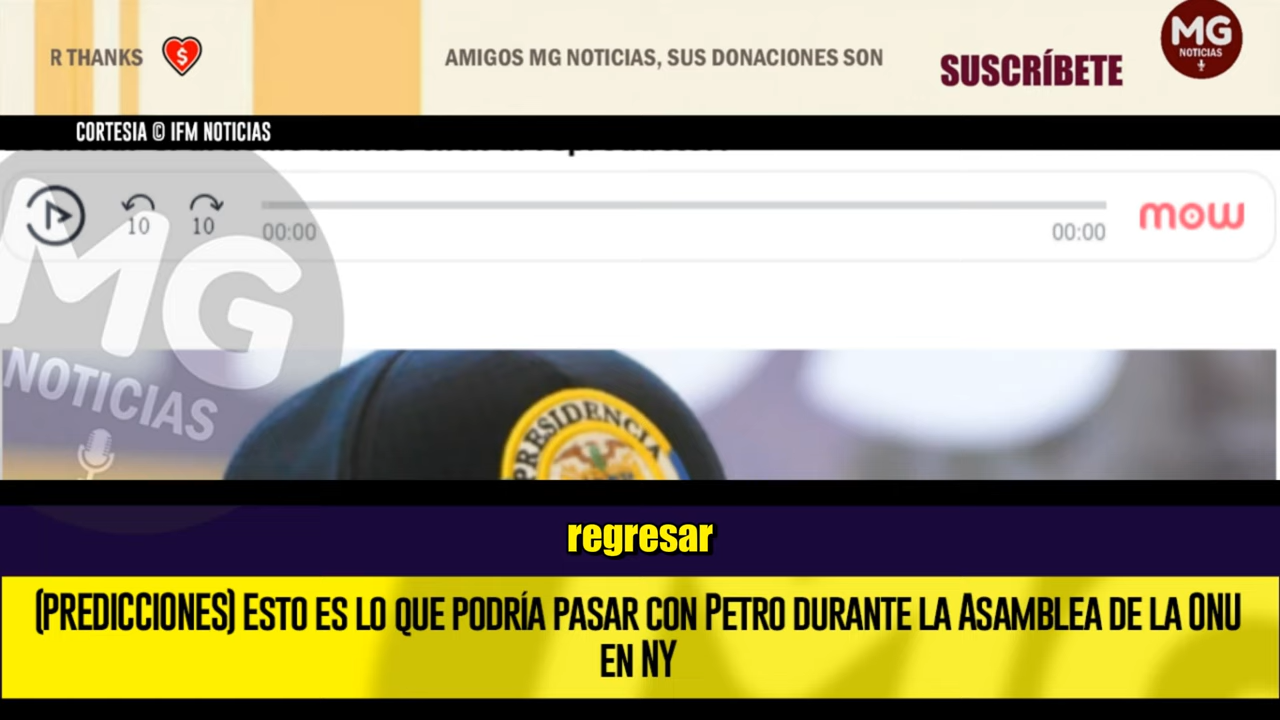 R THANKS
AMIGOS MG NOTICIAS, SUS DONACIONES SON
SUSCRÍBETE
MG
NOTICIAS
CORTESIA © IFM NOTICIAS
10
10
00:00
00:00
mow
MG
NOTICIAS
PRESIDENCIA
regresar
(PREDICCIONES) ESTO ES LO QUE PODRÍA PASAR CON PETRO DURANTE LA ASAMBLEA DE LA ONU
EN NY